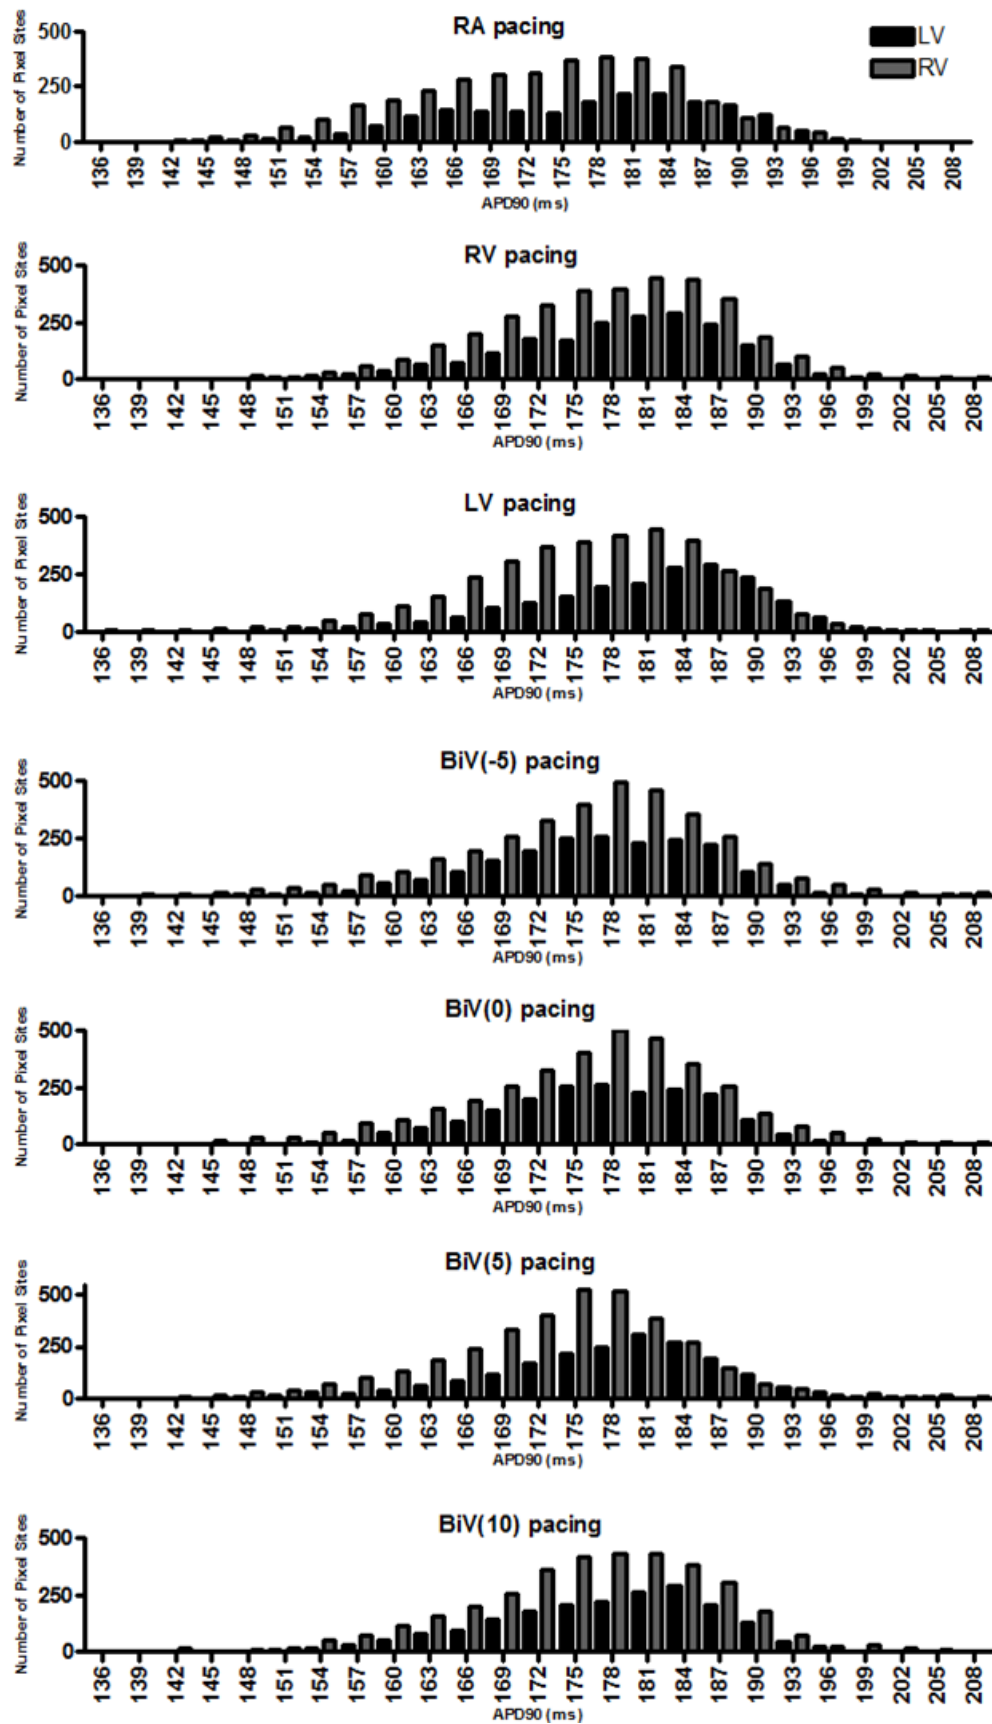 RA pacing
LV
RV
Number of Pixel Sites
500
250
0
136 139 142 145 148 151 154 157 160 163 166 169 172 175 178 181 184 187 190 193 196 199 202 205 208
APD90 (ms)
RV pacing
Number of Pixel Sites
500
250
0
136 139 142 145 148 151 154 157 160 163 166 169 172 175 178 181 184 187 190 193 196 199 202 205 208
APD90 (ms)
LV pacing
Number of Pixel Sites
500
250
0
136 139 142 145 148 151 154 157 160 163 166 169 172 175 178 181 184 187 190 193 196 199 202 205 208
APD90 (ms)
BiV(-5) pacing
Number of Pixel Sites
500
250
0
136 139 142 145 148 151 154 157 160 163 166 169 172 175 178 181 184 187 190 193 196 199 202 205 208
APD90 (ms)
BiV(0) pacing
Number of Pixel Sites
500
250
0
136 139 142 145 148 151 154 157 160 163 166 169 172 175 178 181 184 187 190 193 196 199 202 205 208
APD90 (ms)
BiV(5) pacing
Number of Pixel Sites
500
250
0
136 139 142 145 148 151 154 157 160 163 166 169 172 175 178 181 184 187 190 193 196 199 202 205 208
APD90 (ms)
BiV(10) pacing
Number of Pixel Sites
500
250
0
136 139 142 145 148 151 154 157 160 163 166 169 172 175 178 181 184 187 190 193 196 199 202 205 208
APD90 (ms)